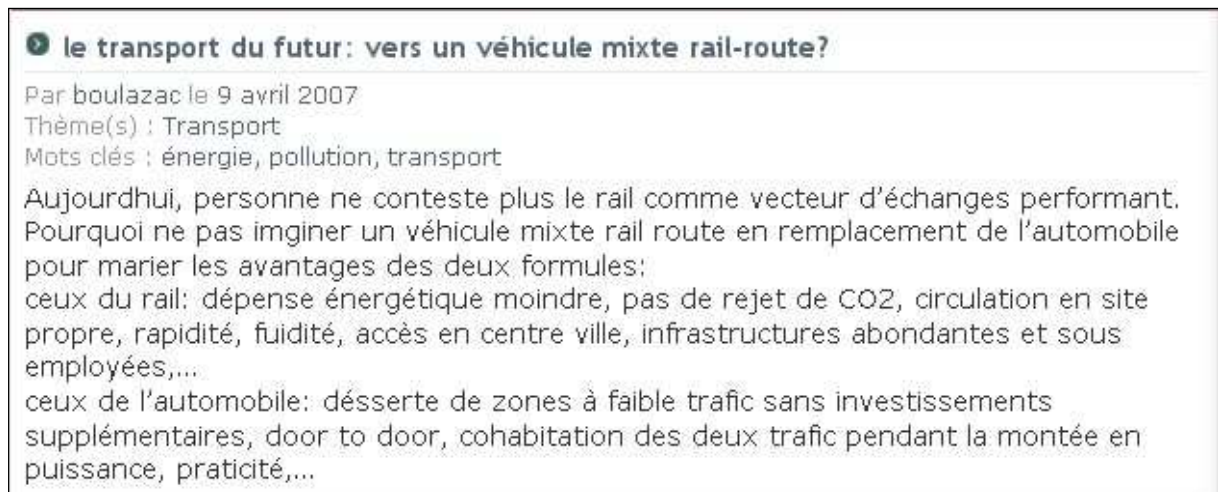 le transport du futur: vers un véhicule mixte rail-route?
Par boulazac le 9 avril 2007
Thème(s) : Transport
Mots clés : énergie, pollution, transport
Aujourdhui, personne ne conteste plus le rail comme vecteur d'échanges performant.
Pourquoi ne pas imginer un véhicule mixte rail route en remplacement de l'automobile
pour marier les avantages des deux formules:
ceux du rail: dépense énergétique moindre, pas de rejet de CO2, circulation en site
propre, rapidité, fuidité, accès en centre ville, infrastructures abondantes et sous
employées,...
ceux de l'automobile: désserte de zones à faible trafic sans investissements
supplémentaires, door to door, cohabitation des deux trafic pendant la montée en
puissance, praticité,...